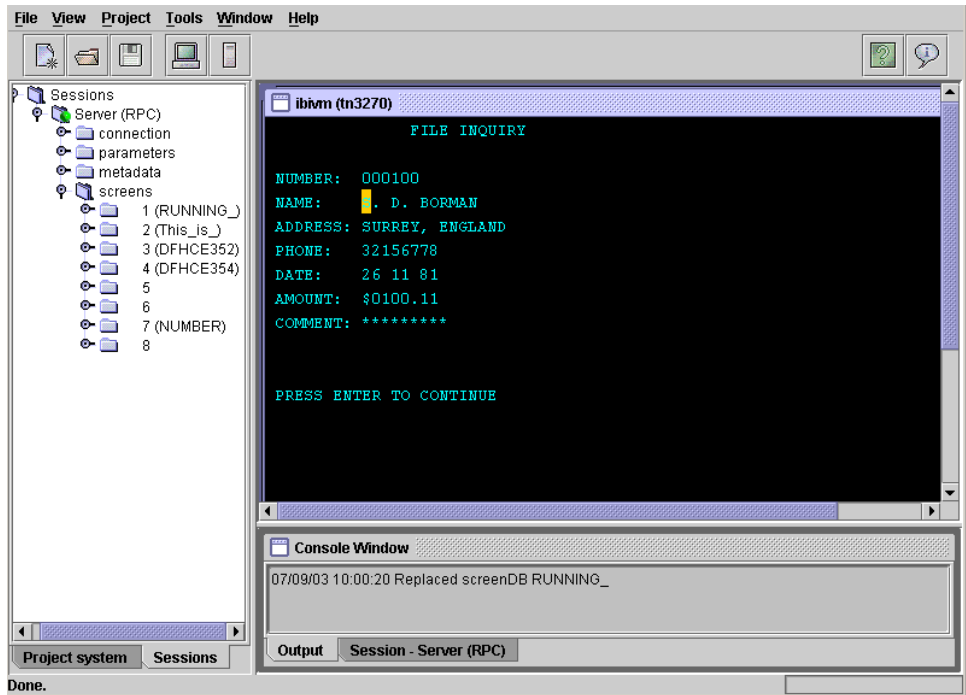 File View Project Tools Window Help
Sessions
Server (RPC)
connection
parameters
metadata
screens
1 (RUNNING_)
2 (This_is_)
3 (DFHCE352)
4 (DFHCE354)
5
6
7 (NUMBER)
8
Project system Sessions
ibivm (tn3270)
FILE INQUIRY
NUMBER: 000100
NAME: . D. BORMAN
ADDRESS: SURREY, ENGLAND
PHONE: 32156778
DATE: 26 11 81
AMOUNT: $0100.11
COMMENT: *********
PRESS ENTER TO CONTINUE
Console Window
07/09/03 10:00:20 Replaced screenDB RUNNING_
Output Session - Server (RPC)
Done.